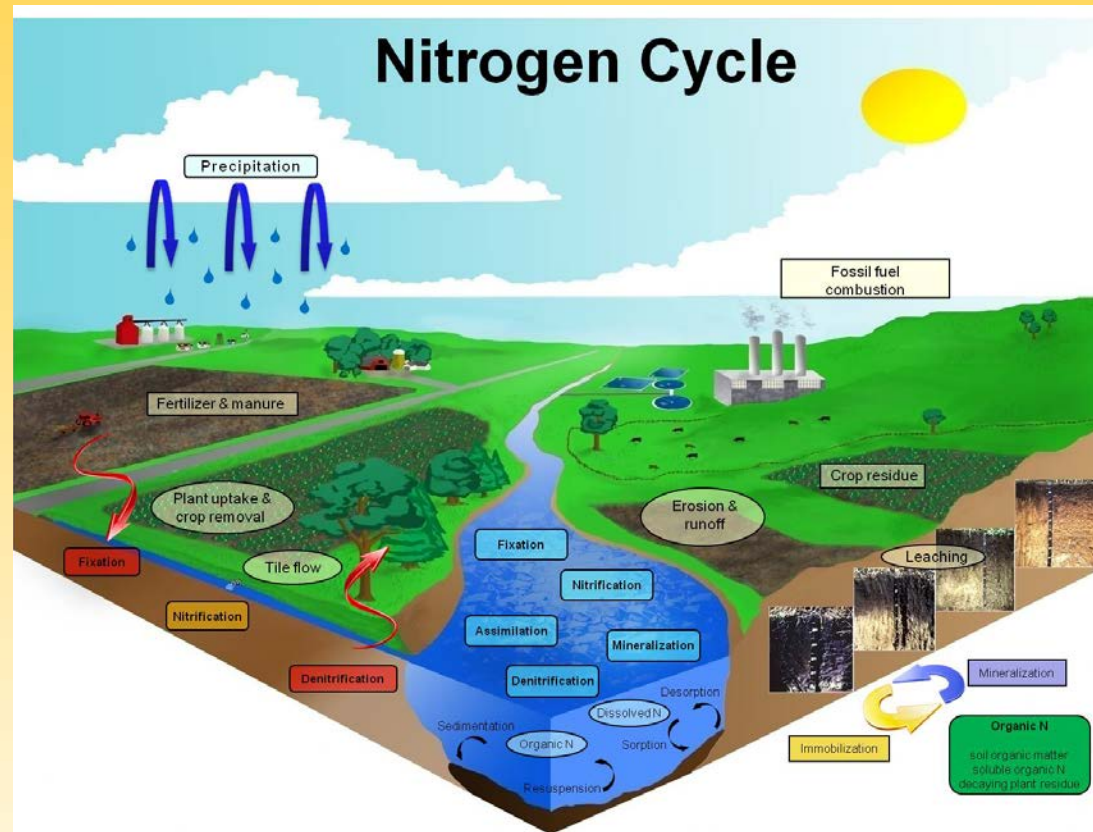 Nitrogen Cycle
Precipitation
Fossil fuel
combustion
Fertilizer & manure
Crop residue
Plant uptake &
crop removal
Erosion &
runoff
Fixation
Fixation
Leaching
Tile flow
Nitrification
Nitrification
Assimilation
Mineralization
Denitrification
Denitrification
Desorption
Mineralization
Dissolved N
Sedimentation
Organic N
Sorption
Immobilization
Organic N
soil organic matter
soluble organic N
decaying plant residue
Resuspension